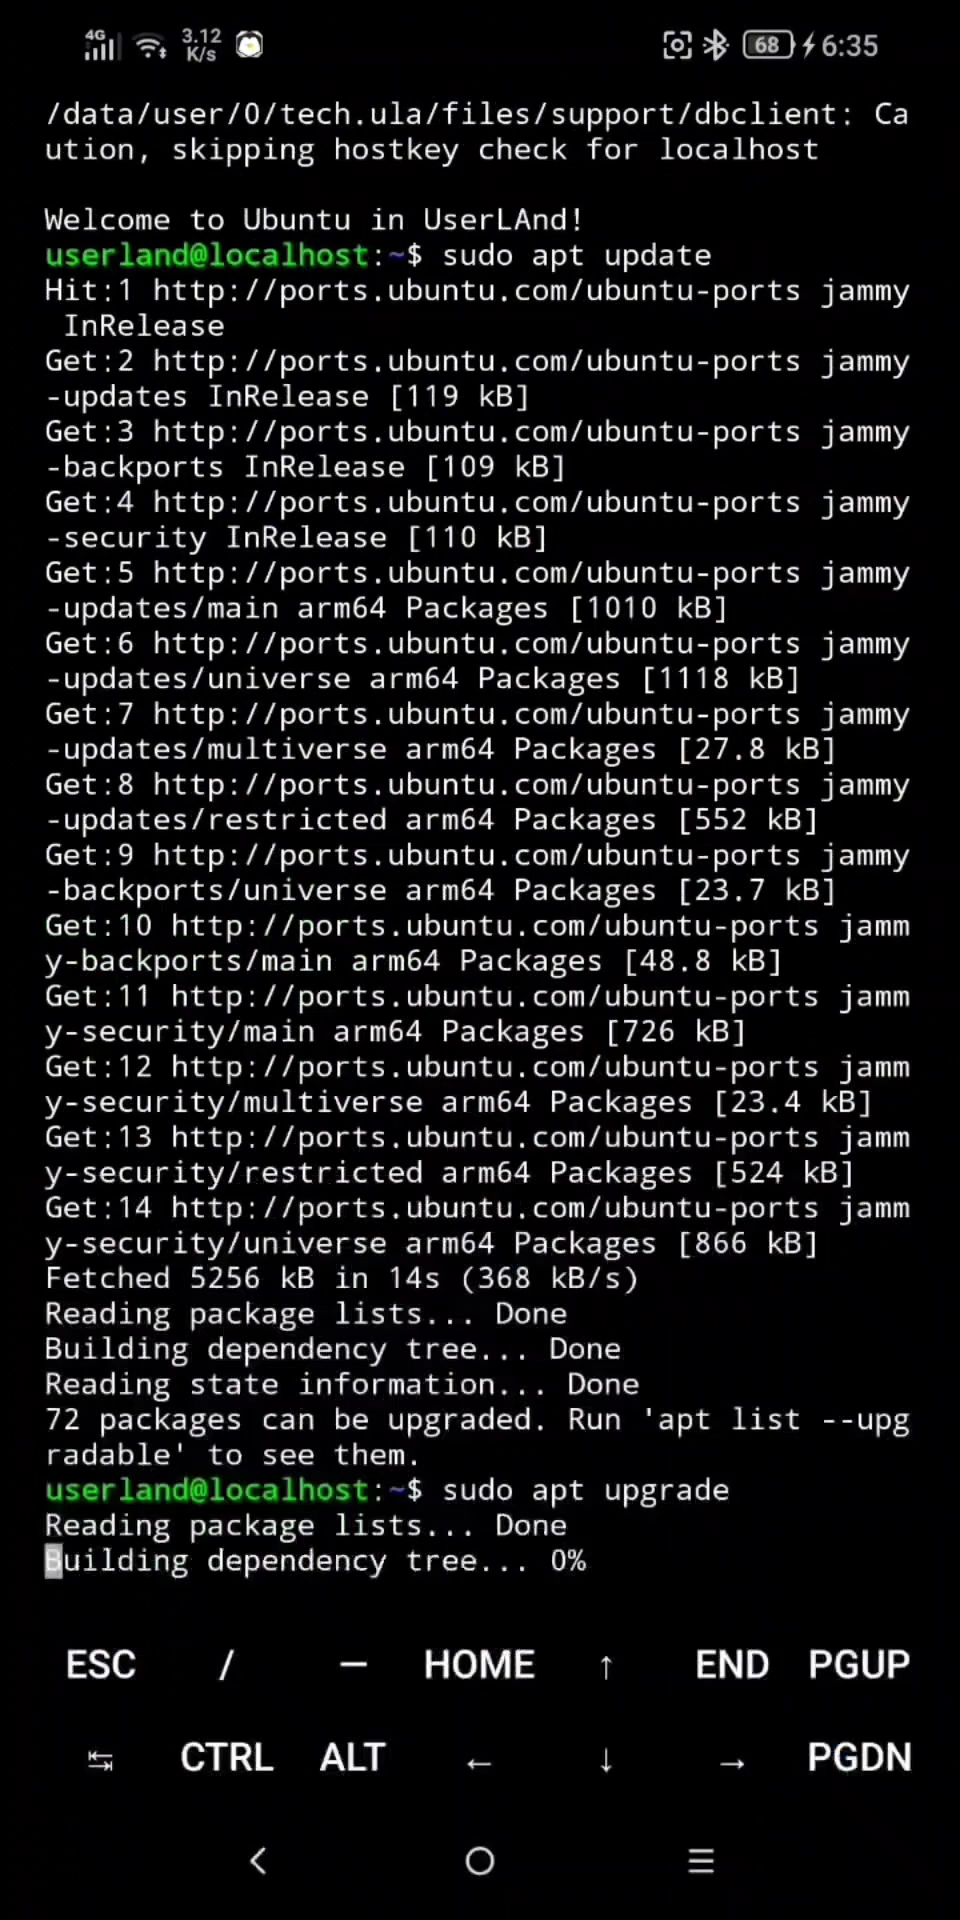 4G 3.12 K/s 68 6:35
/data/user/0/tech.ula/files/support/dbclient: Ca
ution, skipping hostkey check for localhost
Welcome to Ubuntu in UserLAnd!
userland@localhost:~$ sudo apt update
Hit:1 http://ports.ubuntu.com/ubuntu-ports jammy
 InRelease
Get:2 http://ports.ubuntu.com/ubuntu-ports jammy
-updates InRelease [119 kB]
Get:3 http://ports.ubuntu.com/ubuntu-ports jammy
-backports InRelease [109 kB]
Get:4 http://ports.ubuntu.com/ubuntu-ports jammy
-security InRelease [110 kB]
Get:5 http://ports.ubuntu.com/ubuntu-ports jammy
-updates/main arm64 Packages [1010 kB]
Get:6 http://ports.ubuntu.com/ubuntu-ports jammy
-updates/universe arm64 Packages [1118 kB]
Get:7 http://ports.ubuntu.com/ubuntu-ports jammy
-updates/multiverse arm64 Packages [27.8 kB]
Get:8 http://ports.ubuntu.com/ubuntu-ports jammy
-updates/restricted arm64 Packages [552 kB]
Get:9 http://ports.ubuntu.com/ubuntu-ports jammy
-backports/universe arm64 Packages [23.7 kB]
Get:10 http://ports.ubuntu.com/ubuntu-ports jamm
y-backports/main arm64 Packages [48.8 kB]
Get:11 http://ports.ubuntu.com/ubuntu-ports jamm
y-security/main arm64 Packages [726 kB]
Get:12 http://ports.ubuntu.com/ubuntu-ports jamm
y-security/multiverse arm64 Packages [23.4 kB]
Get:13 http://ports.ubuntu.com/ubuntu-ports jamm
y-security/restricted arm64 Packages [524 kB]
Get:14 http://ports.ubuntu.com/ubuntu-ports jamm
y-security/universe arm64 Packages [866 kB]
Fetched 5256 kB in 14s (368 kB/s)
Reading package lists... Done
Building dependency tree... Done
Reading state information... Done
72 packages can be upgraded. Run 'apt list --upg
radable' to see them.
userland@localhost:~$ sudo apt upgrade
Reading package lists... Done
Building dependency tree... 0%
ESC / — HOME ↑ END PGUP
↹ CTRL ALT ← ↓ → PGDN